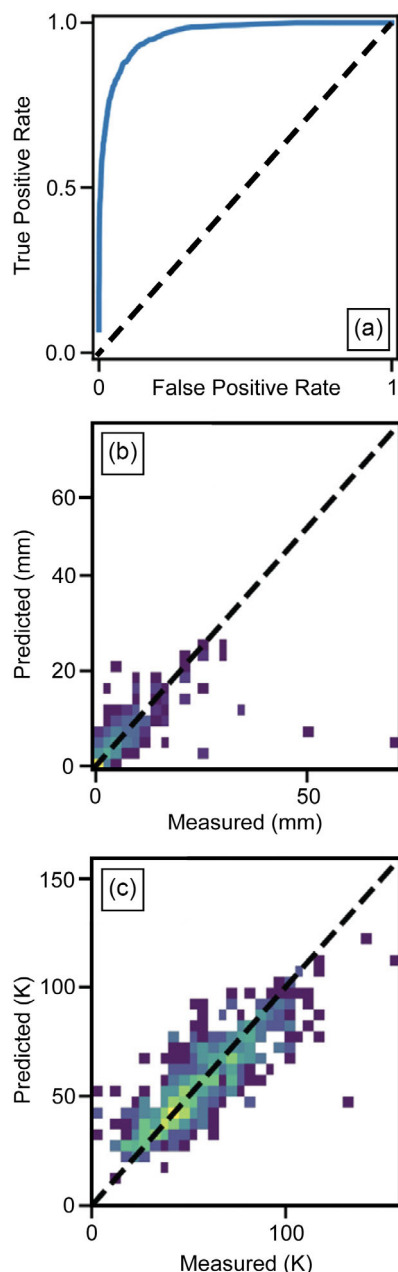 1.0
True Positive Rate
0.5
0.0
(a)
0
False Positive Rate
1
(b)
60
Predicted (mm)
40
20
0
0
50
Measured (mm)
(c)
150
Predicted (K)
100
50
0
0
100
Measured (K)